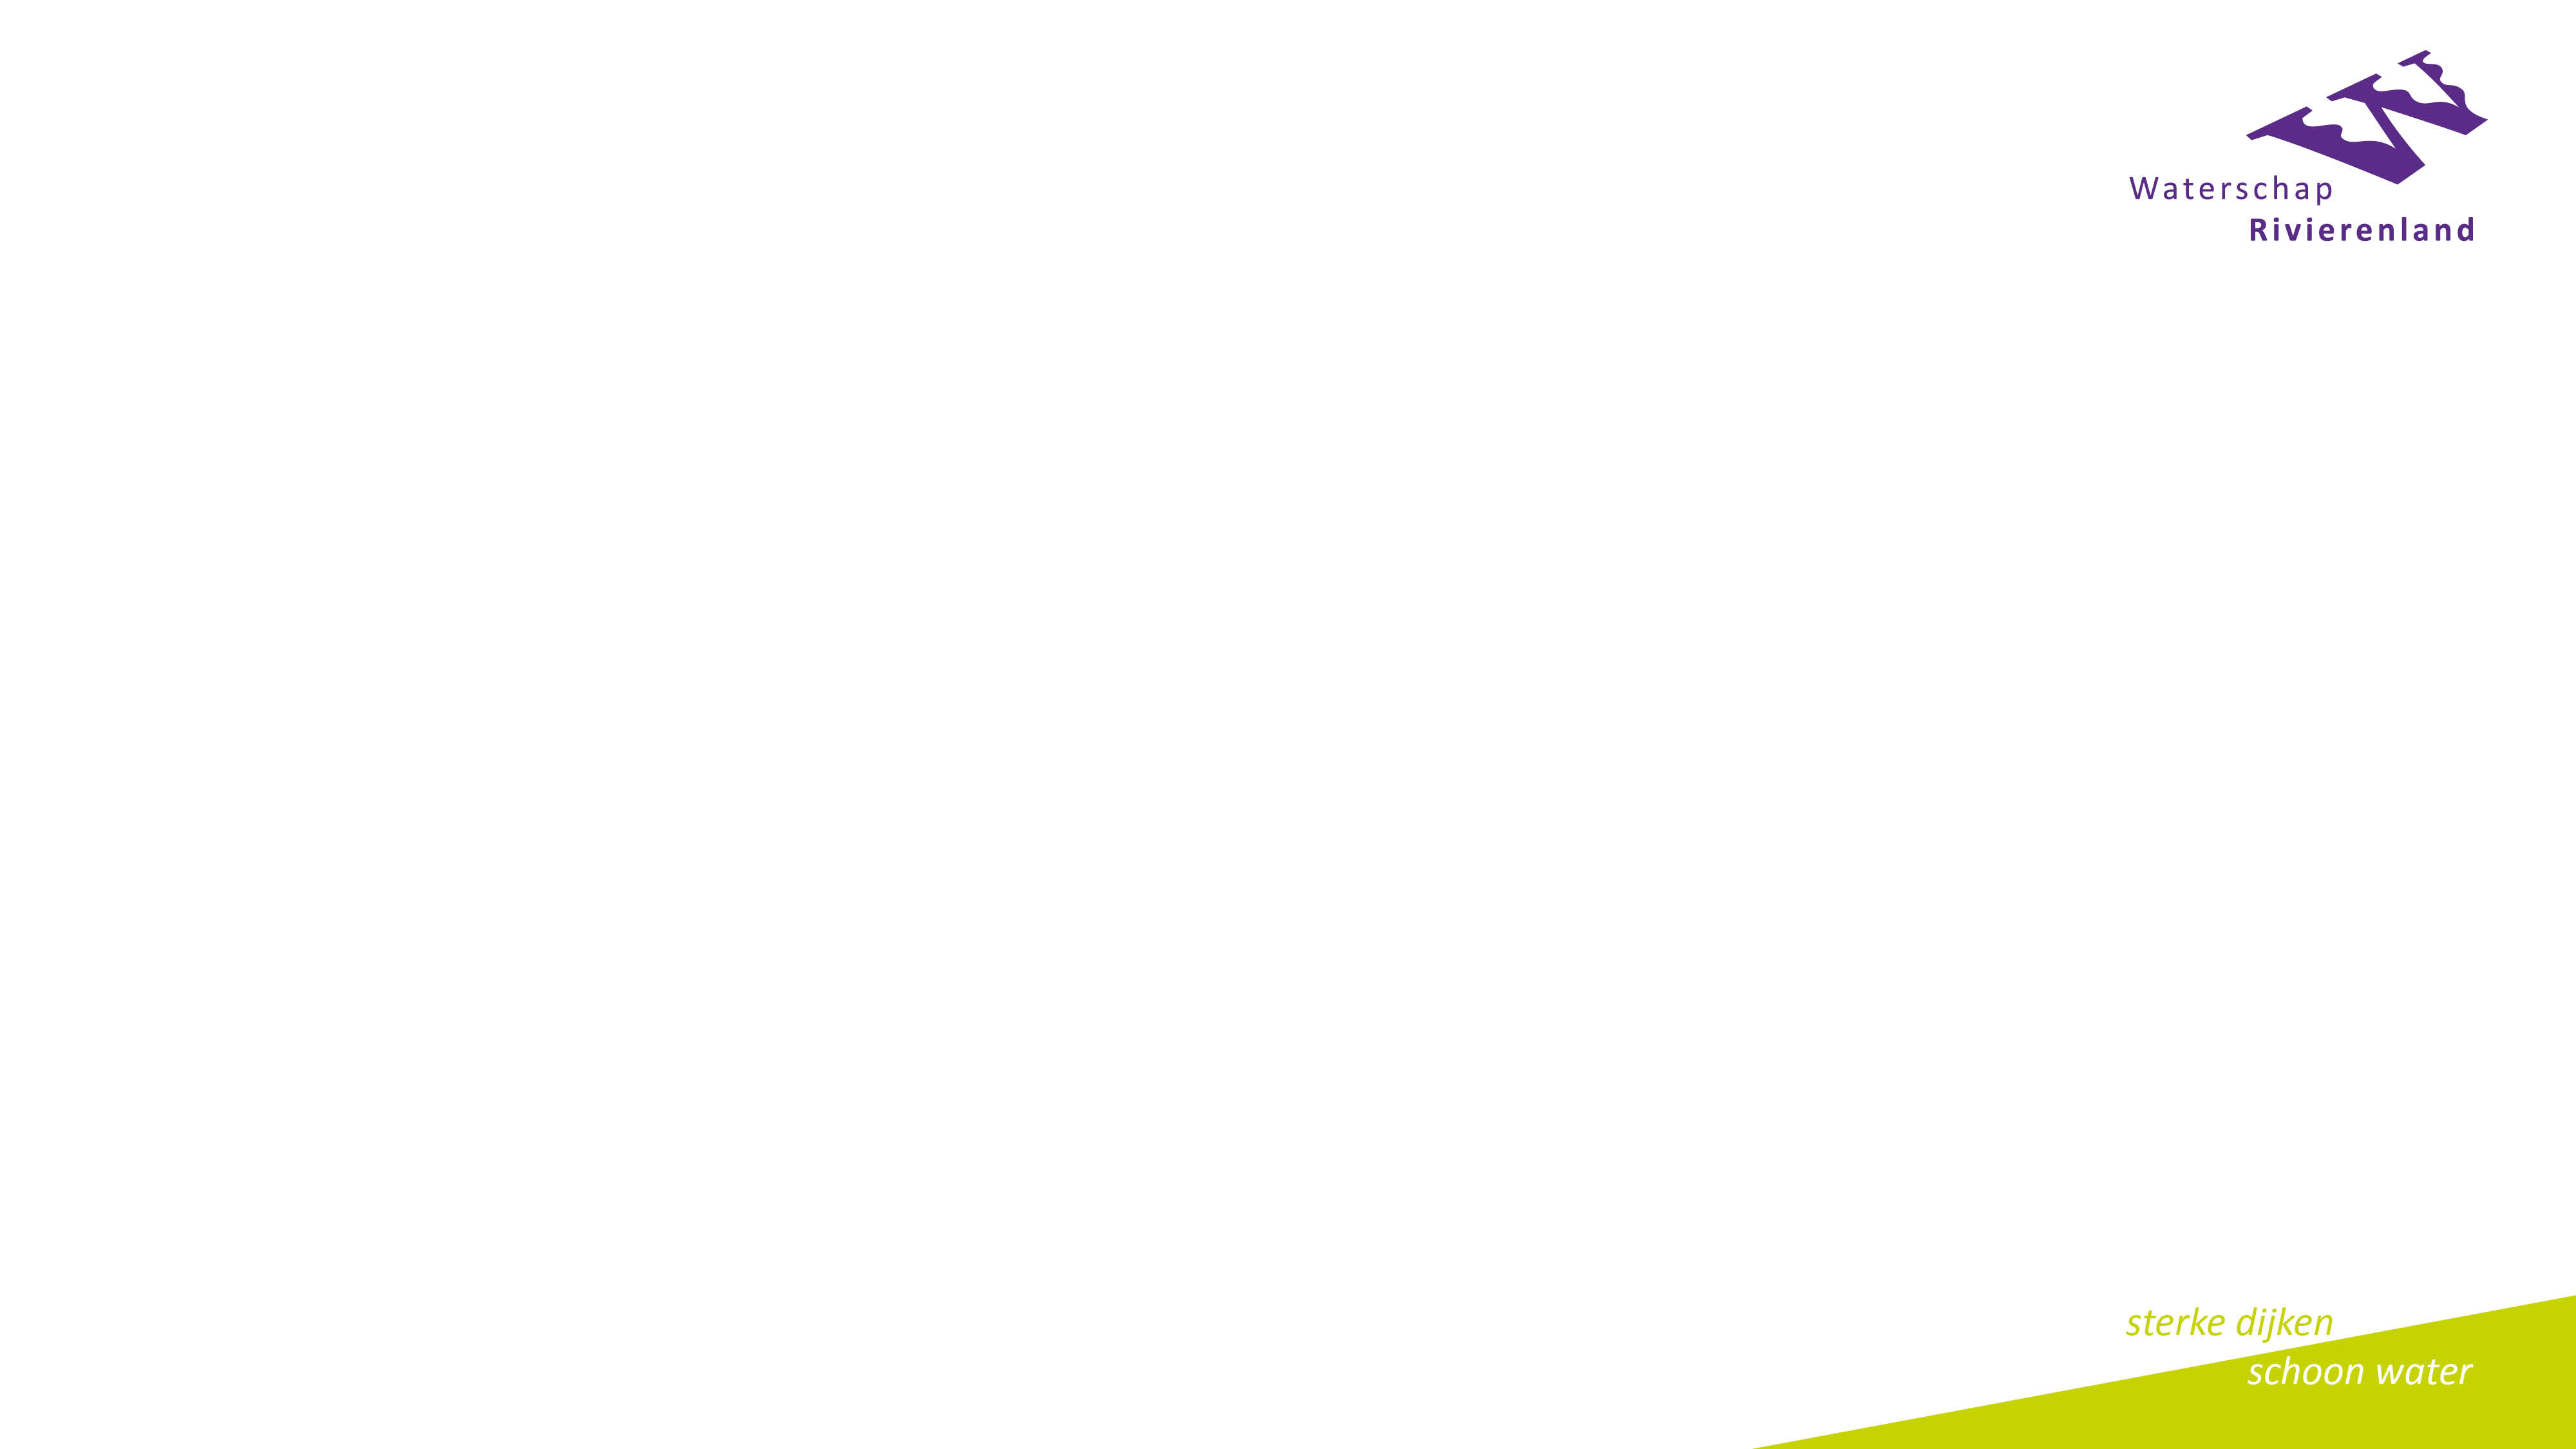 Waterschap
Rivierenland
sterke dijken
schoon water